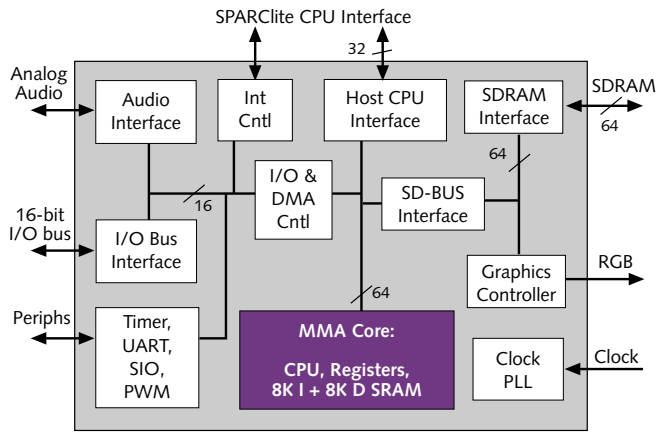 SPARClite CPU Interface
32
Analog
Audio
Audio
Interface
Int
Cntl
Host CPU
Interface
SDRAM
Interface
SDRAM
64
64
I/O &
DMA
Cntl
16
SD-BUS
Interface
16-bit
I/O bus
I/O Bus
Interface
Graphics
Controller
RGB
64
Periphs
Timer,
UART,
SIO,
PWM
MMA Core:
CPU, Registers,
8K I + 8K D SRAM
Clock
PLL
Clock